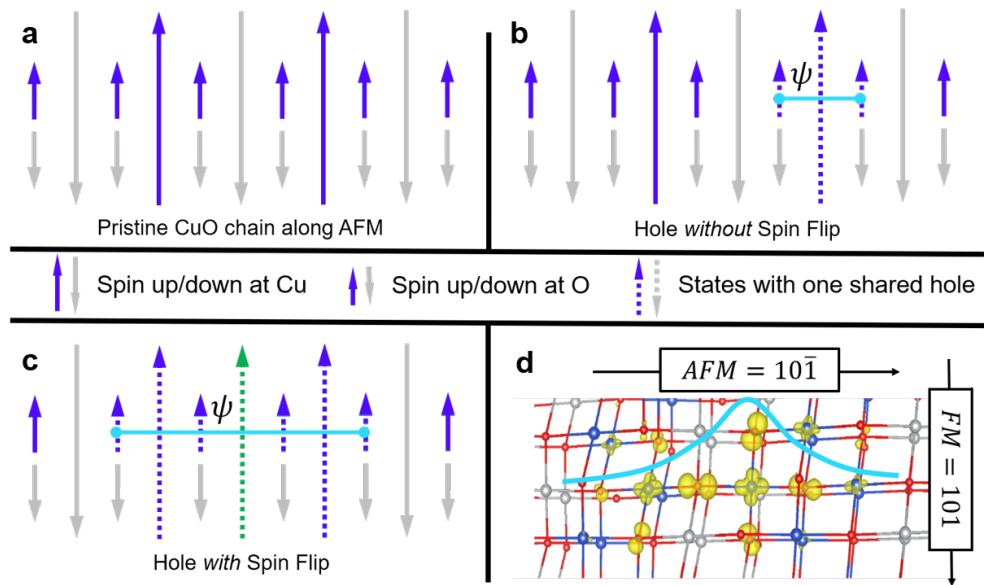 a
Pristine CuO chain along AFM
b
ψ
Hole without Spin Flip
Spin up/down at Cu
Spin up/down at O
States with one shared hole
c
ψ
Hole with Spin Flip
d
AFM = 101̅
FM = 101